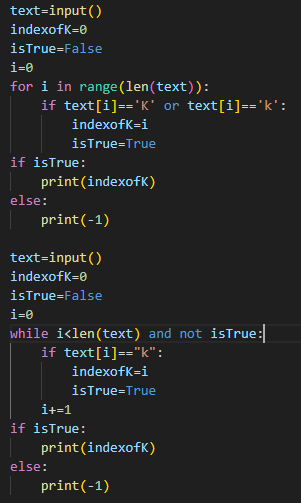 text=input()
indexofK=0
isTrue=False
i=0
for i in range(len(text)):
    if text[i]=='K' or text[i]=='k':
        indexofK=i
        isTrue=True
if isTrue:
    print(indexofK)
else:
    print(-1)

text=input()
indexofK=0
isTrue=False
i=0
while i<len(text) and not isTrue:
    if text[i]=="k":
        indexofK=i
        isTrue=True
    i+=1
if isTrue:
    print(indexofK)
else:
    print(-1)